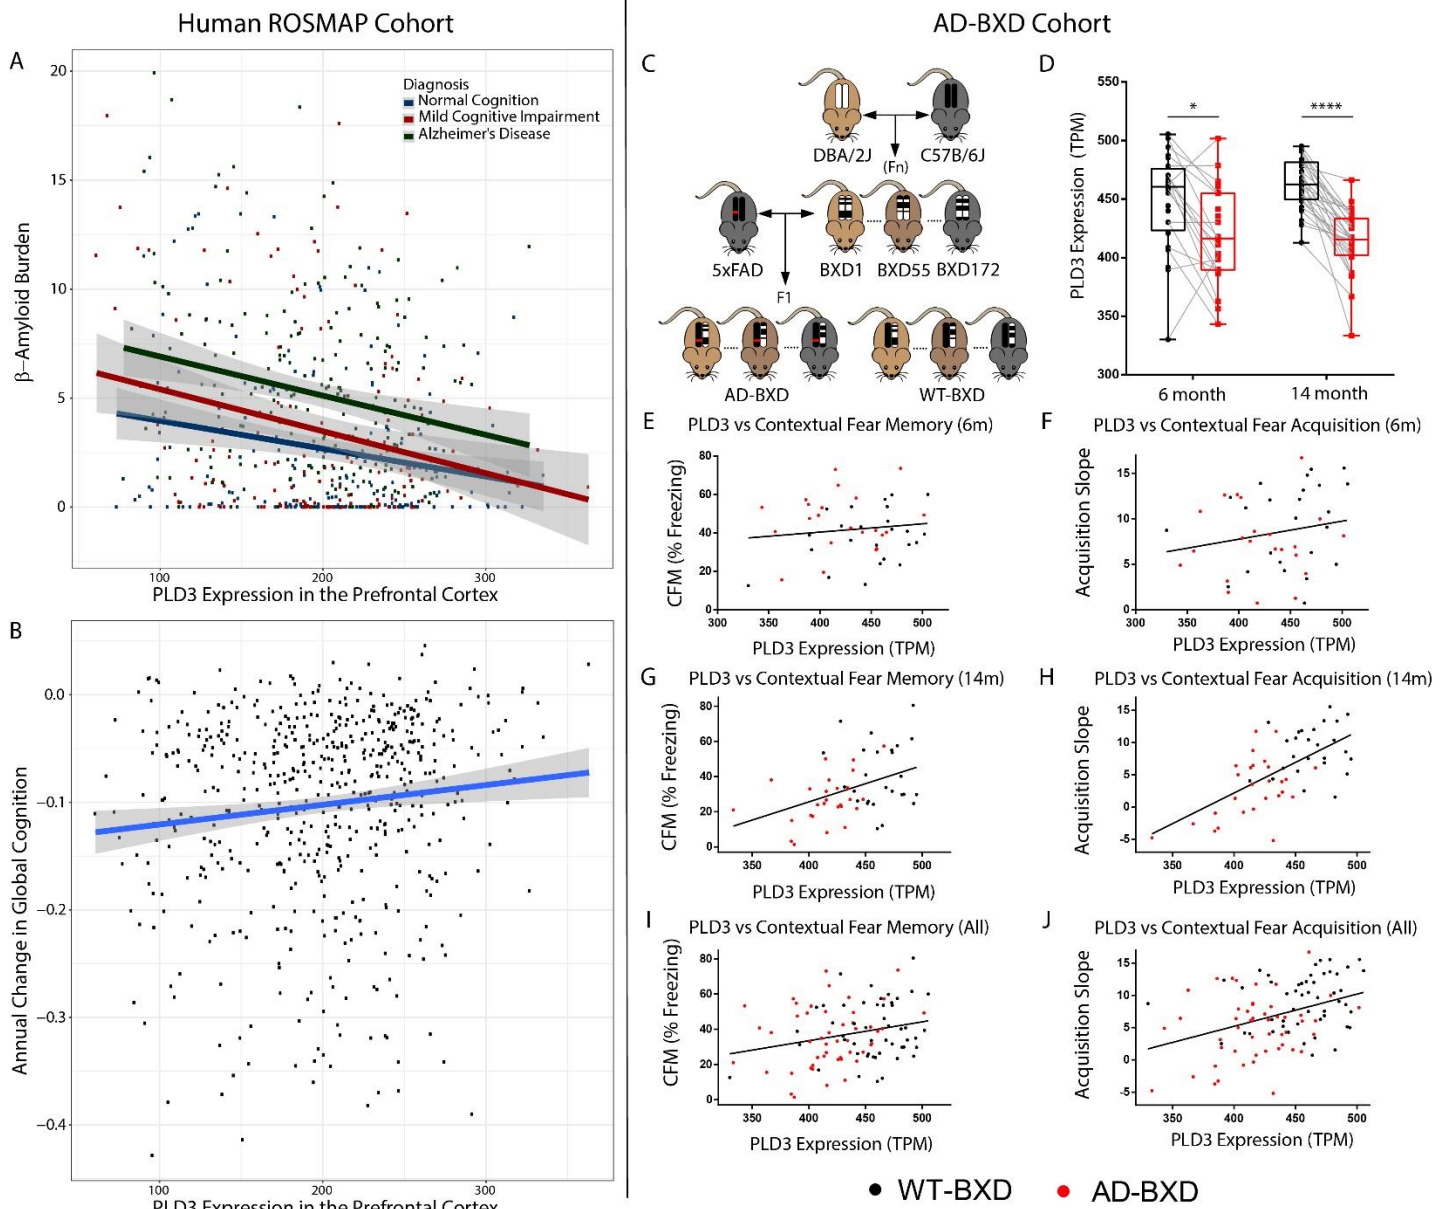 Human ROSMAP Cohort
AD-BXD Cohort
A
β−Amyloid Burden
20
15
10
5
0
Diagnosis
Normal Cognition
Mild Cognitive Impairment
Alzheimer's Disease
100
200
300
PLD3 Expression in the Prefrontal Cortex
B
Annual Change in Global Cognition
0.0
−0.1
−0.2
−0.3
−0.4
100
200
300
PLD3 Expression in the Prefrontal Cortex
C
DBA/2J
C57B/6J
(Fn)
5xFAD
BXD1
BXD55
BXD172
F1
AD-BXD
WT-BXD
D
PLD3 Expression (TPM)
550
500
450
400
350
300
*
****
6 month
14 month
E
PLD3 vs Contextual Fear Memory (6m)
CFM (% Freezing)
80
60
40
20
0
300
350
400
450
500
PLD3 Expression (TPM)
F
PLD3 vs Contextual Fear Acquisition (6m)
Acquisition Slope
15
10
5
0
300
350
400
450
500
PLD3 Expression (TPM)
G
PLD3 vs Contextual Fear Memory (14m)
CFM (% Freezing)
80
60
40
20
0
350
400
450
500
PLD3 Expression (TPM)
H
PLD3 vs Contextual Fear Acquisition (14m)
Acquisition Slope
15
10
5
0
-5
350
400
450
500
PLD3 Expression (TPM)
I
PLD3 vs Contextual Fear Memory (All)
CFM (% Freezing)
80
60
40
20
0
350
400
450
500
PLD3 Expression (TPM)
J
PLD3 vs Contextual Fear Acquisition (All)
Acquisition Slope
15
10
5
0
-5
350
400
450
500
PLD3 Expression (TPM)
WT-BXD
AD-BXD